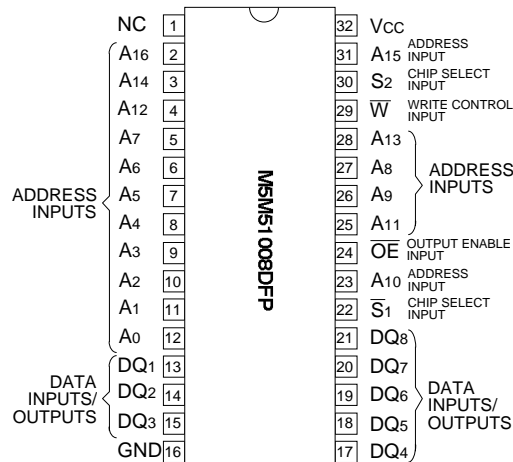 NC 1
A16 2
A14 3
A12 4
A7 5
A6 6
A5 7
A4 8
A3 9
A2 10
A1 11
A0 12
DQ1 13
DQ2 14
DQ3 15
GND 16
ADDRESS
INPUTS
DATA
INPUTS/
OUTPUTS
M5M51008DFP
32 VCC
31 A15 ADDRESS
INPUT
30 S2 CHIP SELECT
INPUT
29 W̅ WRITE CONTROL
INPUT
28 A13
27 A8
26 A9
25 A11
ADDRESS
INPUTS
24 O̅E̅ OUTPUT ENABLE
INPUT
23 A10 ADDRESS
INPUT
22 S̅1 CHIP SELECT
INPUT
21 DQ8
20 DQ7
19 DQ6
18 DQ5
17 DQ4
DATA
INPUTS/
OUTPUTS